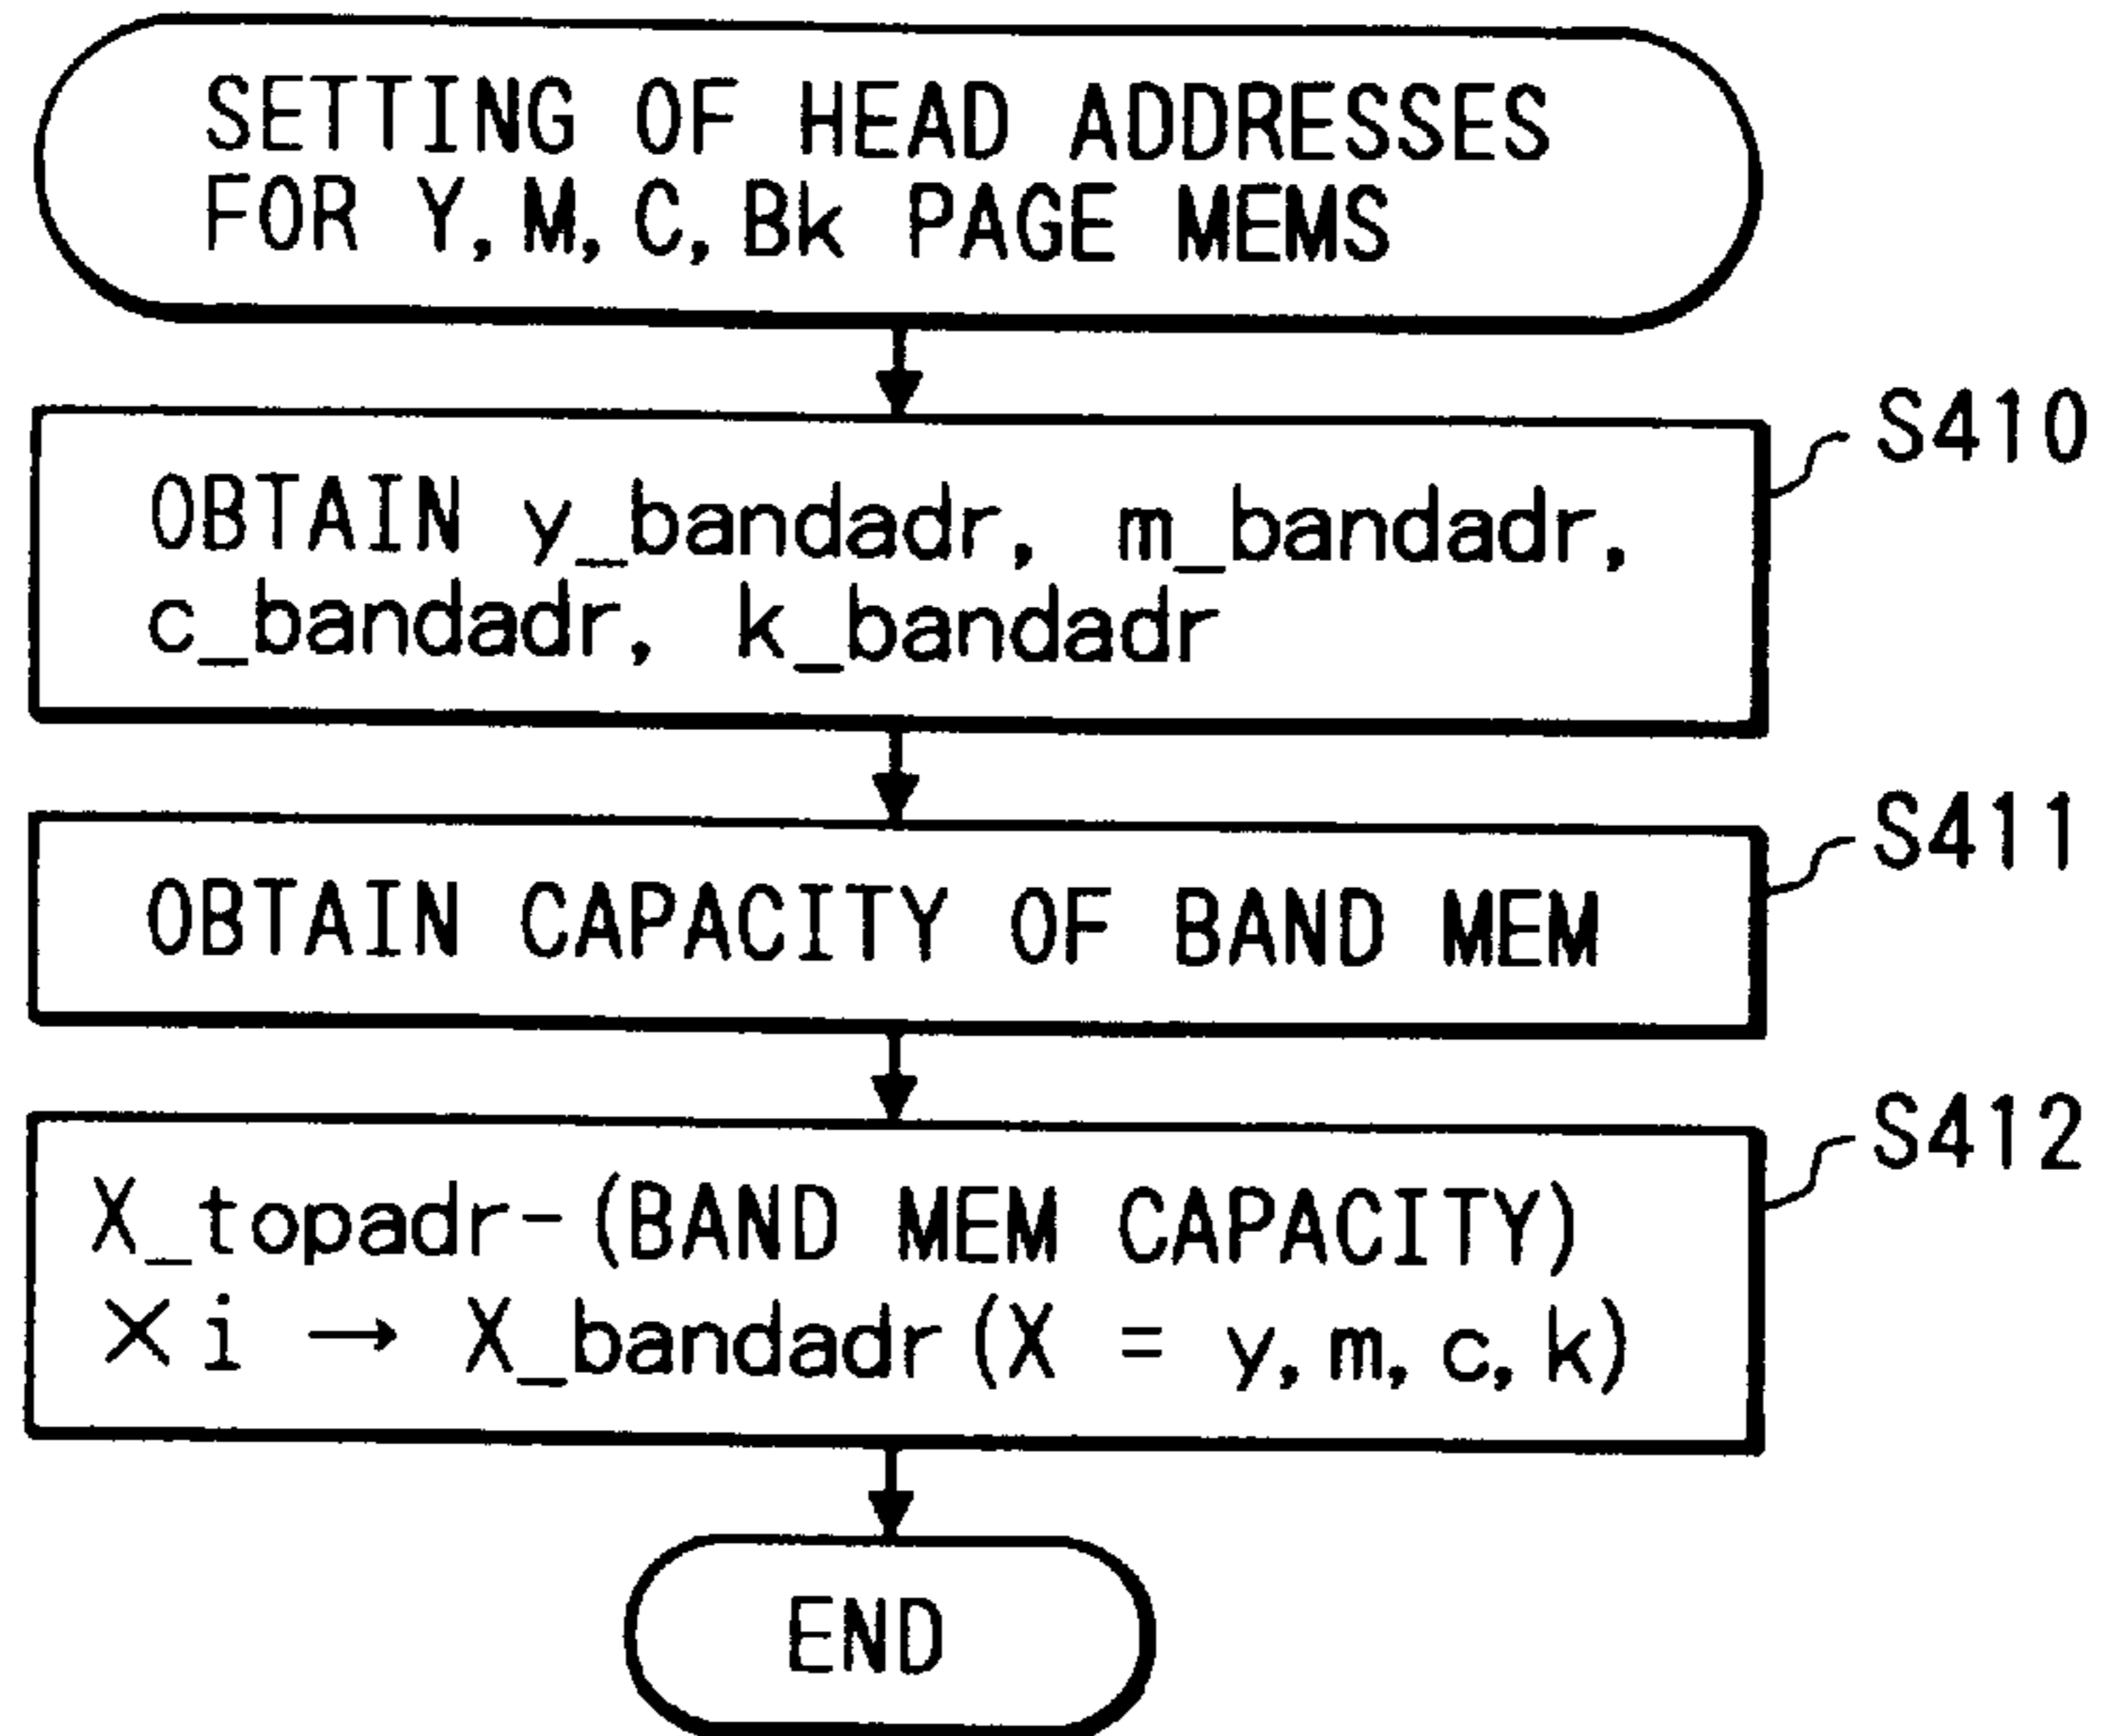 SETTING OF HEAD ADDRESSES
FOR Y, M, C, Bk PAGE MEMS
S410
OBTAIN y_bandadr, m_bandadr,
c_bandadr, k_bandadr
S411
OBTAIN CAPACITY OF BAND MEM
S412
X_topadr-(BAND MEM CAPACITY)
× i → X_bandadr (X = y, m, c, k)
END